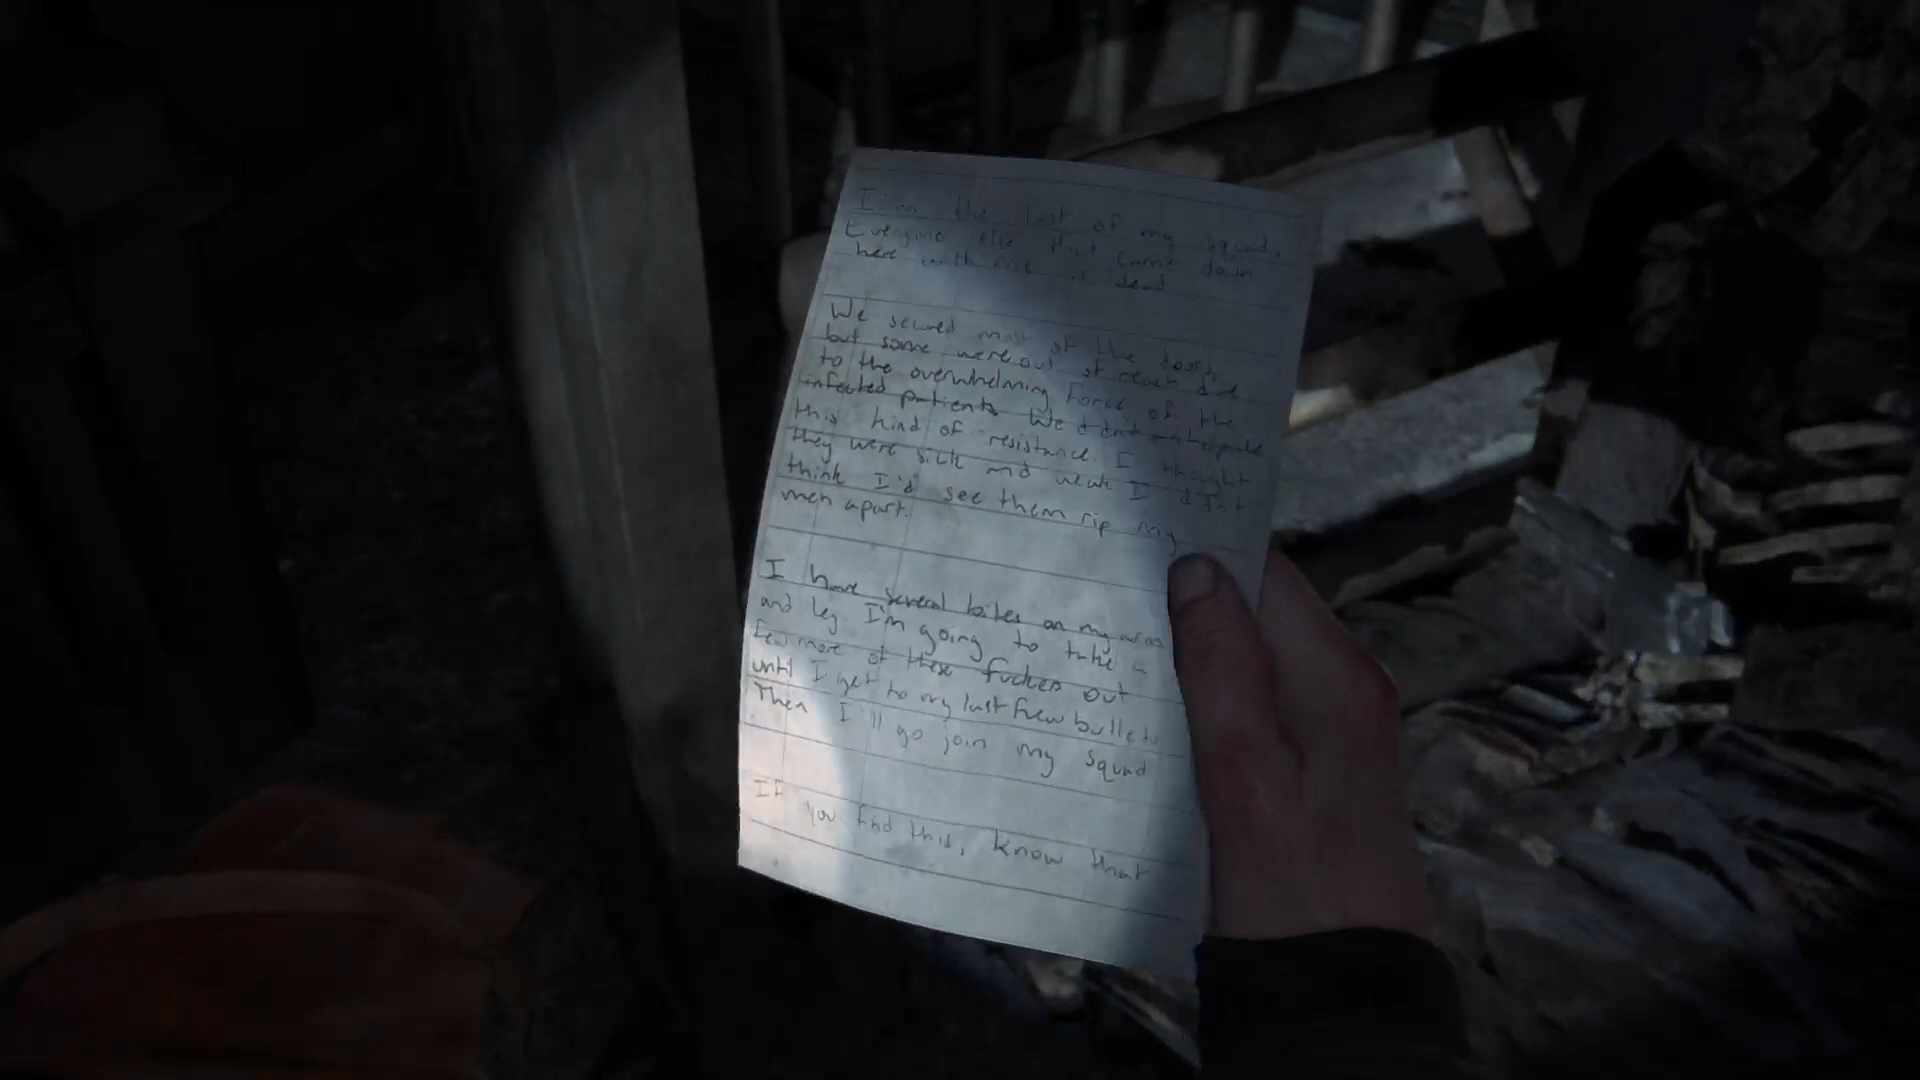 I'm the last of my squad.
Everyone else that came down
here with me is dead
We secured most of the doors,
but some were out of reach due
to the overwhelming force of the
infected patients We didn't anticipate
this kind of resistance. I thought
they were sick and weak I didnt
think I'd see them rip my
men apart.
I have several bites on my arm
and leg. I'm going to take a
few more of these fuckers out
until I get to my last few bullets
Then I'll go join my squad
If you find this, know that